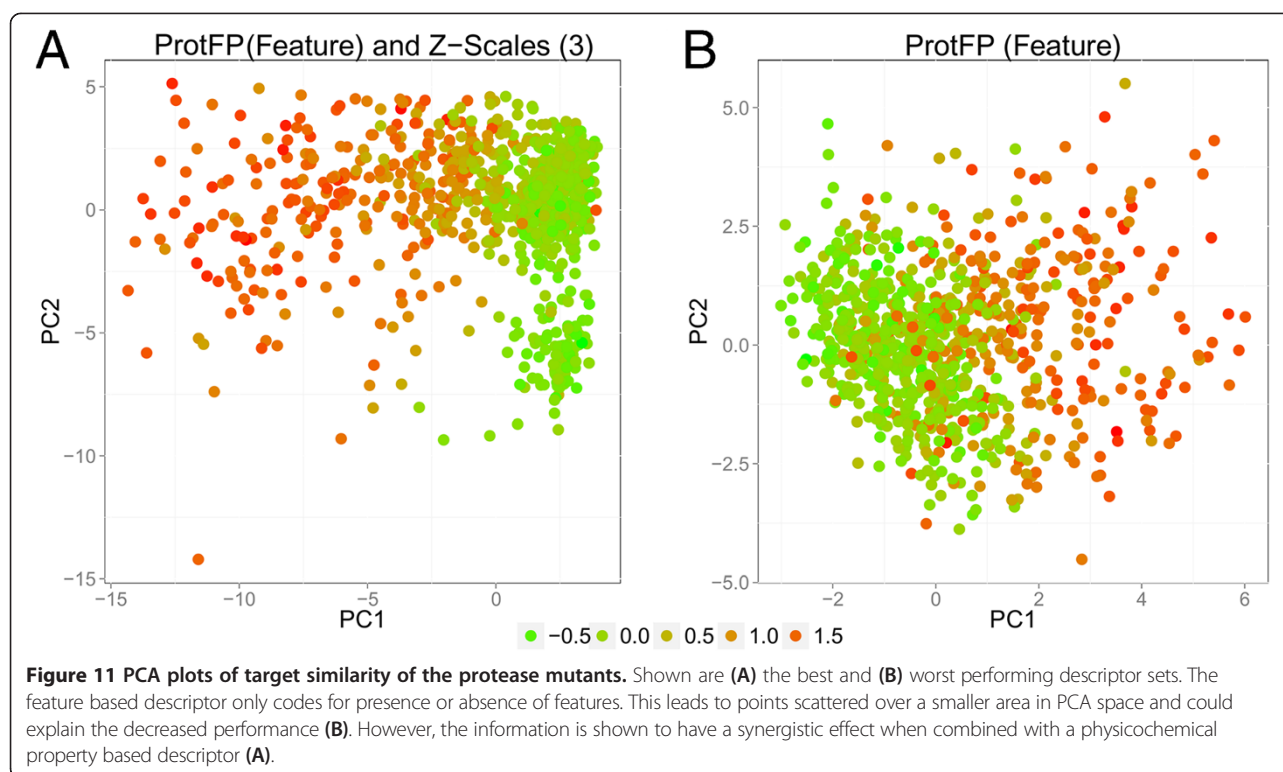 A
ProtFP(Feature) and Z−Scales (3)
5
0
−5
−10
−15
PC2
−15
−10
−5
0
PC1
B
ProtFP (Feature)
5.0
2.5
0.0
−2.5
−5.0
PC2
−2
0
2
4
6
PC1
−0.5 0.0 0.5 1.0 1.5
Figure 11 PCA plots of target similarity of the protease mutants. Shown are (A) the best and (B) worst performing descriptor sets. The
feature based descriptor only codes for presence or absence of features. This leads to points scattered over a smaller area in PCA space and could
explain the decreased performance (B). However, the information is shown to have a synergistic effect when combined with a physicochemical
property based descriptor (A).